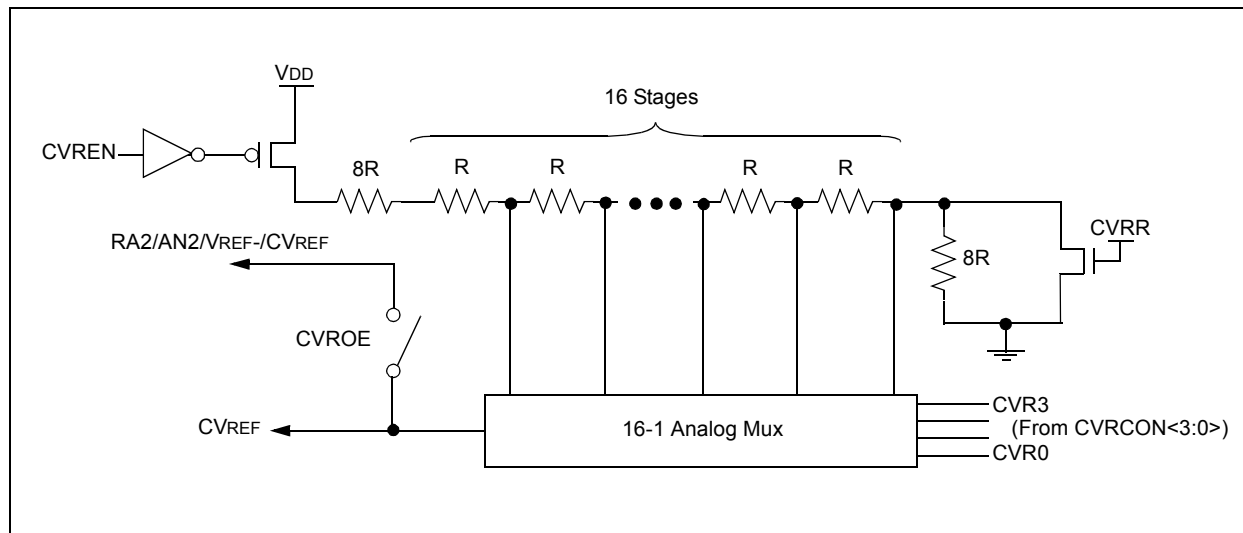 VDD
16 Stages
CVREN
8R
R
R
R
R
RA2/AN2/VREF-/CVREF
CVRR
8R
CVROE
CVREF
16-1 Analog Mux
CVR3
(From CVRCON<3:0>)
CVR0